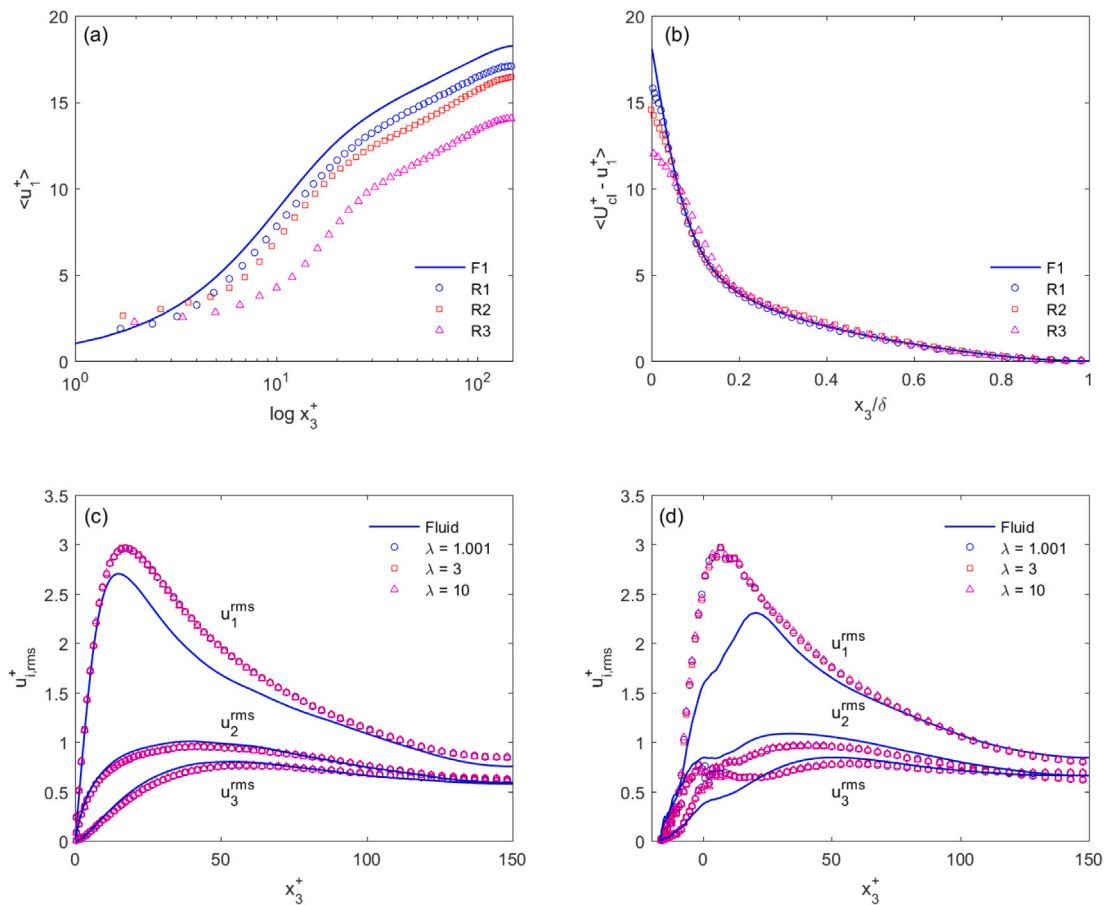 (a)
<u₁⁺>
20
15
10
5
0
F1
R1
R2
R3
10⁰ 10¹ 10²
log x₃⁺
(b)
<U⁺cl - u₁⁺>
20
15
10
5
0
F1
R1
R2
R3
0 0.2 0.4 0.6 0.8 1
x₃/δ
(c)
u⁺i,rms
3.5
3
2.5
2
1.5
1
0.5
0
Fluid
λ = 1.001
λ = 3
λ = 10
u₁rms
u₂rms
u₃rms
0 50 100 150
x₃⁺
(d)
u⁺i,rms
3.5
3
2.5
2
1.5
1
0.5
0
Fluid
λ = 1.001
λ = 3
λ = 10
u₁rms
u₂rms
u₃rms
0 50 100 150
x₃⁺